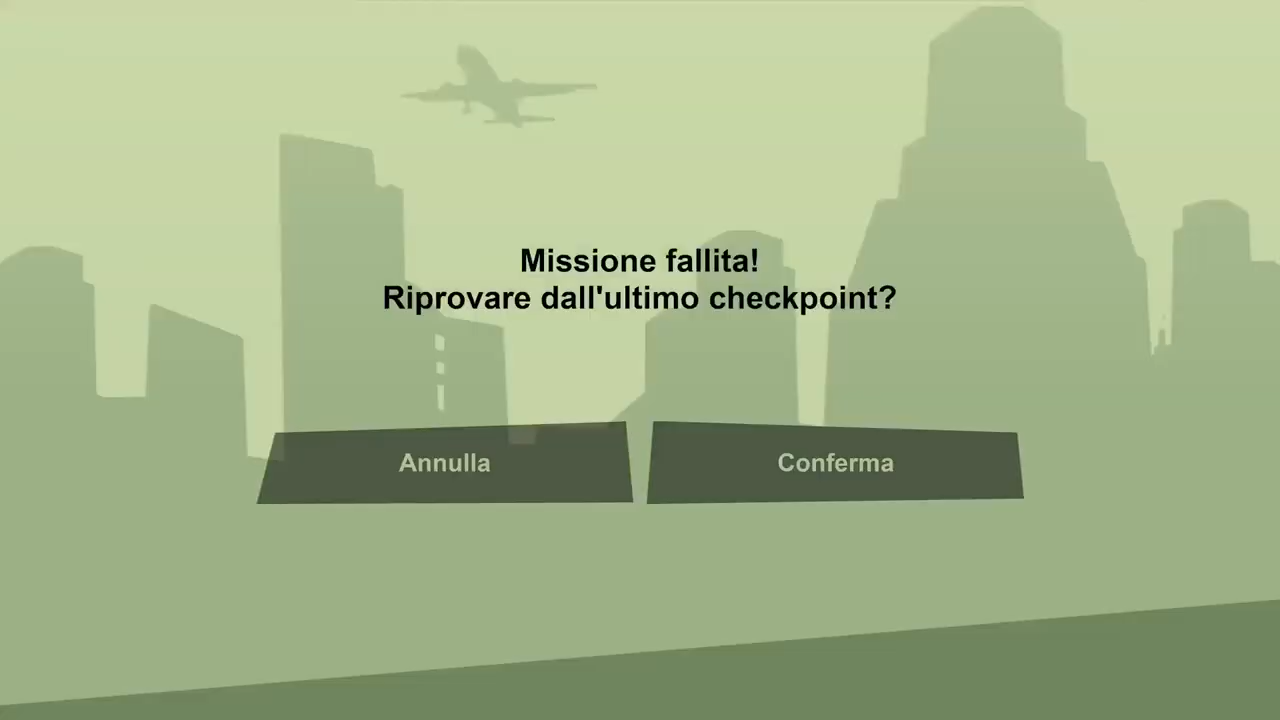 Missione fallita!
Riprovare dall'ultimo checkpoint?
Annulla
Conferma